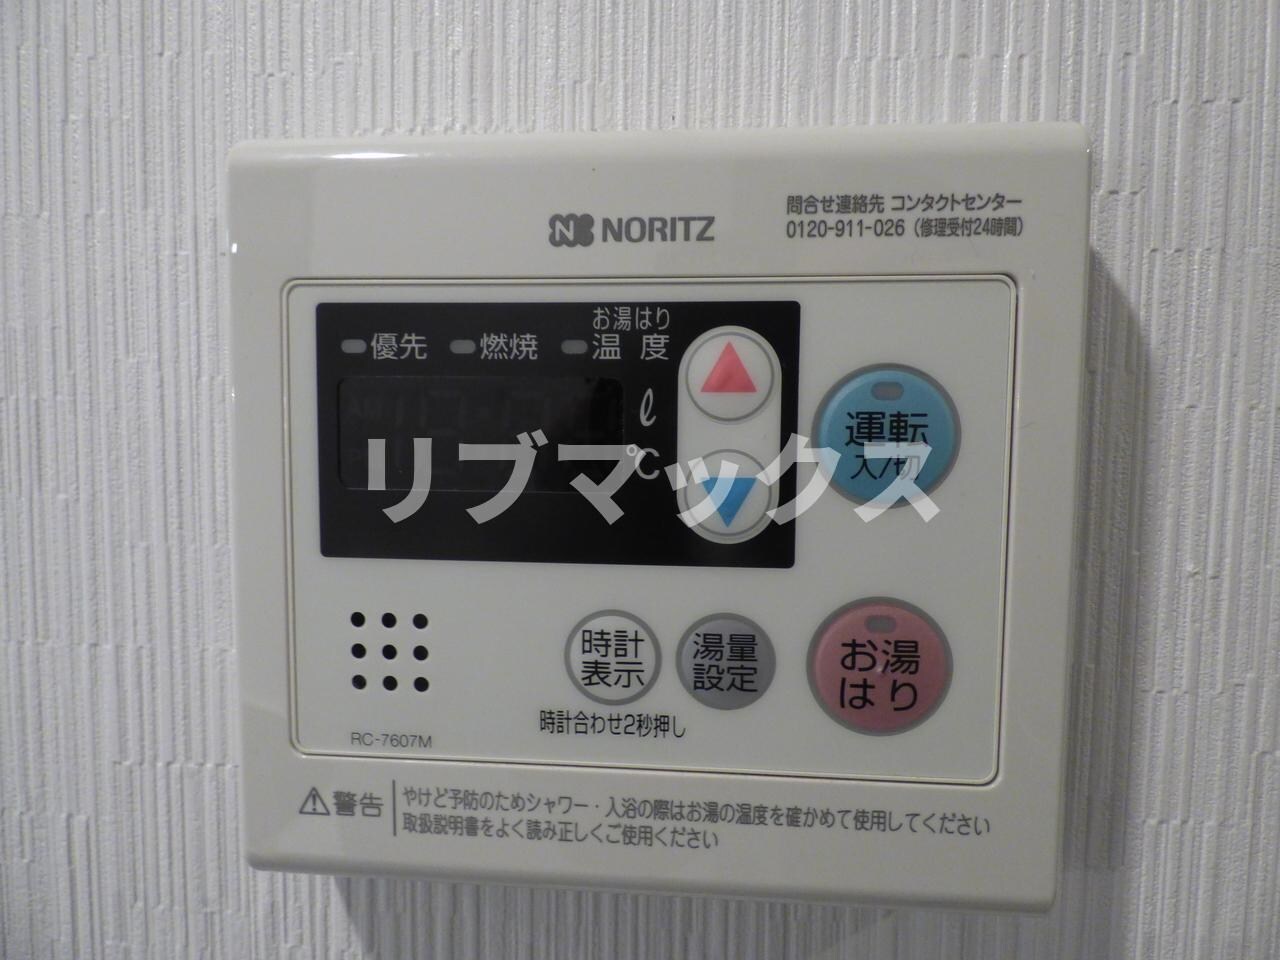 NORITZ
問合せ連絡先 コンタクトセンター
0120-911-026(修理受付24時間)
お湯はり
優先 燃焼 温度
ℓ
℃
運転
入/切
リブマックス
時計
表示
湯量
設定
お湯
はり
時計合わせ2秒押し
RC-7607M
⚠警告
やけど予防のためシャワー・入浴の際はお湯の温度を確かめて使用してください
取扱説明書をよく読み正しくご使用ください